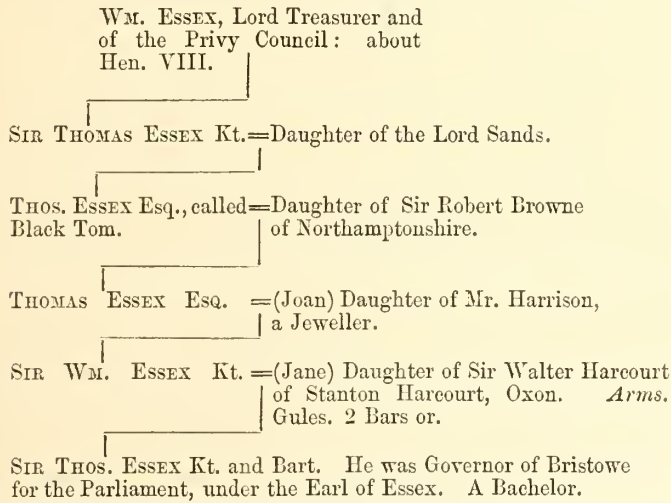 WM. ESSEX, Lord Treasurer and
of the Privy Council: about
Hen. VIII.
SIR THOMAS ESSEX Kt.=Daughter of the Lord Sands.
THOS. ESSEX Esq., called=Daughter of Sir Robert Browne
Black Tom. of Northamptonshire.
THOMAS ESSEX ESQ. =(Joan) Daughter of Mr. Harrison,
a Jeweller.
SIR WM. ESSEX Kt. =(Jane) Daughter of Sir Walter Harcourt
of Stanton Harcourt, Oxon. Arms.
Gules. 2 Bars or.
SIR THOS. ESSEX Kt. and Bart. He was Governor of Bristowe
for the Parliament, under the Earl of Essex. A Bachelor.